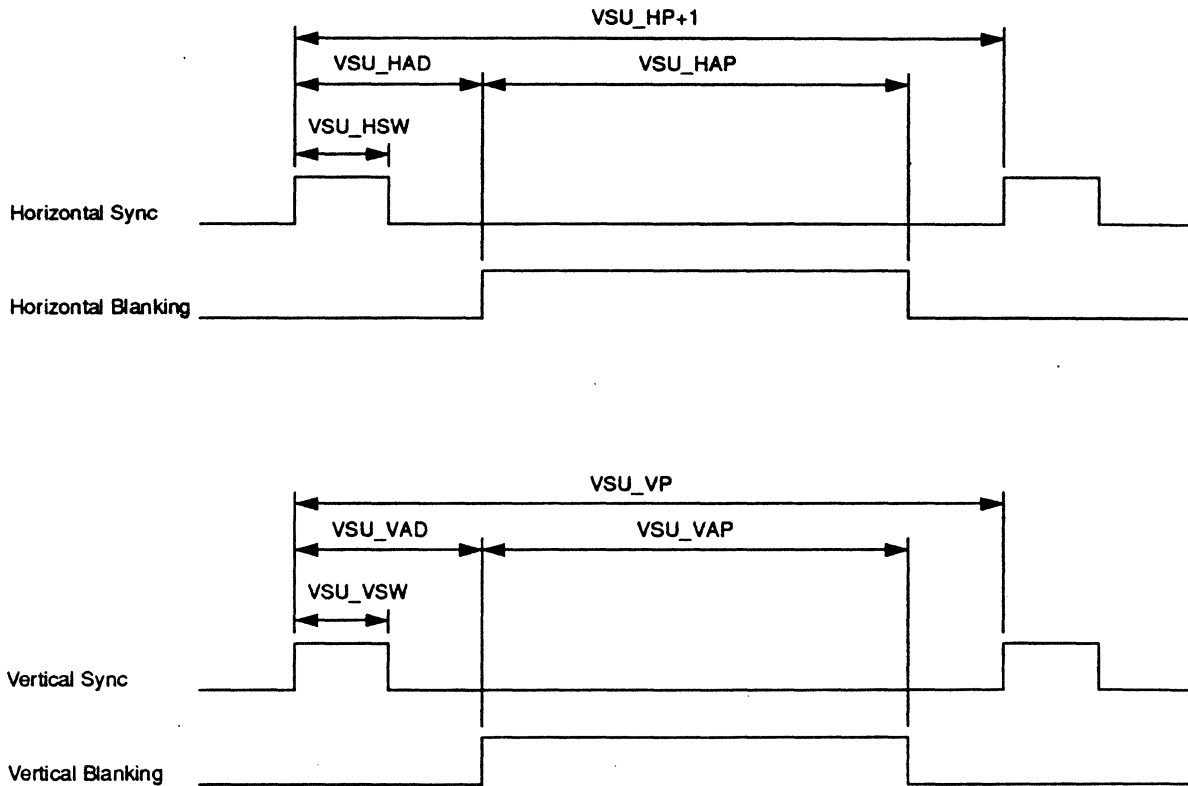 VSU_HP+1
VSU_HAD
VSU_HAP
VSU_HSW
Horizontal Sync
Horizontal Blanking
VSU_VP
VSU_VAD
VSU_VAP
VSU_VSW
Vertical Sync
Vertical Blanking